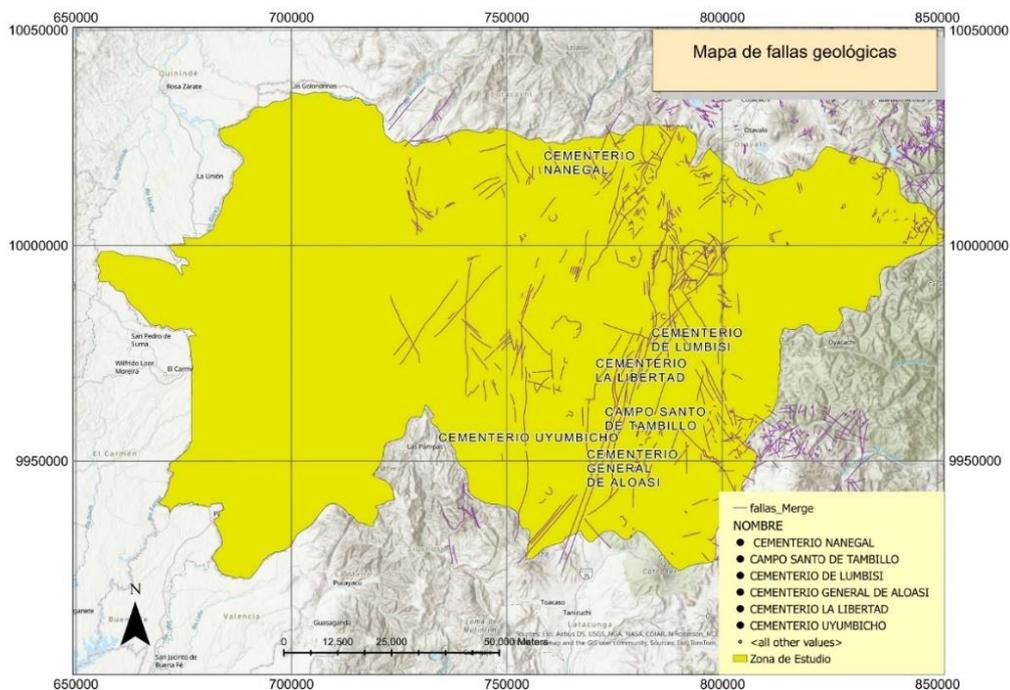 650000 700000 750000 800000 850000
10050000 10050000
Mapa de fallas geológicas
Quinindé
Rosa Zárate
Las Golondrinas
Otavalo
Otavalo
La Unión
CEMENTERIO
NANEGAL
10000000 10000000
San Pedro de
Suma
Wilfrido Loor
Moreira
El Carmen
CEMENTERIO
DE LUMBISI
Oyacachi
CEMENTERIO
LA LIBERTAD
CAMPO SANTO
DE TAMBILLO
CEMENTERIO UYUMBICHO
Las Pampas
El Carmen
CEMENTERIO
GENERAL
DE ALOASI
9950000 9950000
fallas_Merge
NOMBRE
CEMENTERIO NANEGAL
CAMPO SANTO DE TAMBILLO
CEMENTERIO DE LUMBISI
CEMENTERIO GENERAL DE ALOASI
CEMENTERIO LA LIBERTAD
CEMENTERIO UYUMBICHO
<all other values>
Zona de Estudio
Pucayacu
Guasaganda
Valencia
Toacaso
Tanicuchi
Latacunga
N
0 12,500 25,000 50,000 Meters
San Jacinto de
Buena Fé
650000 700000 750000 800000 850000